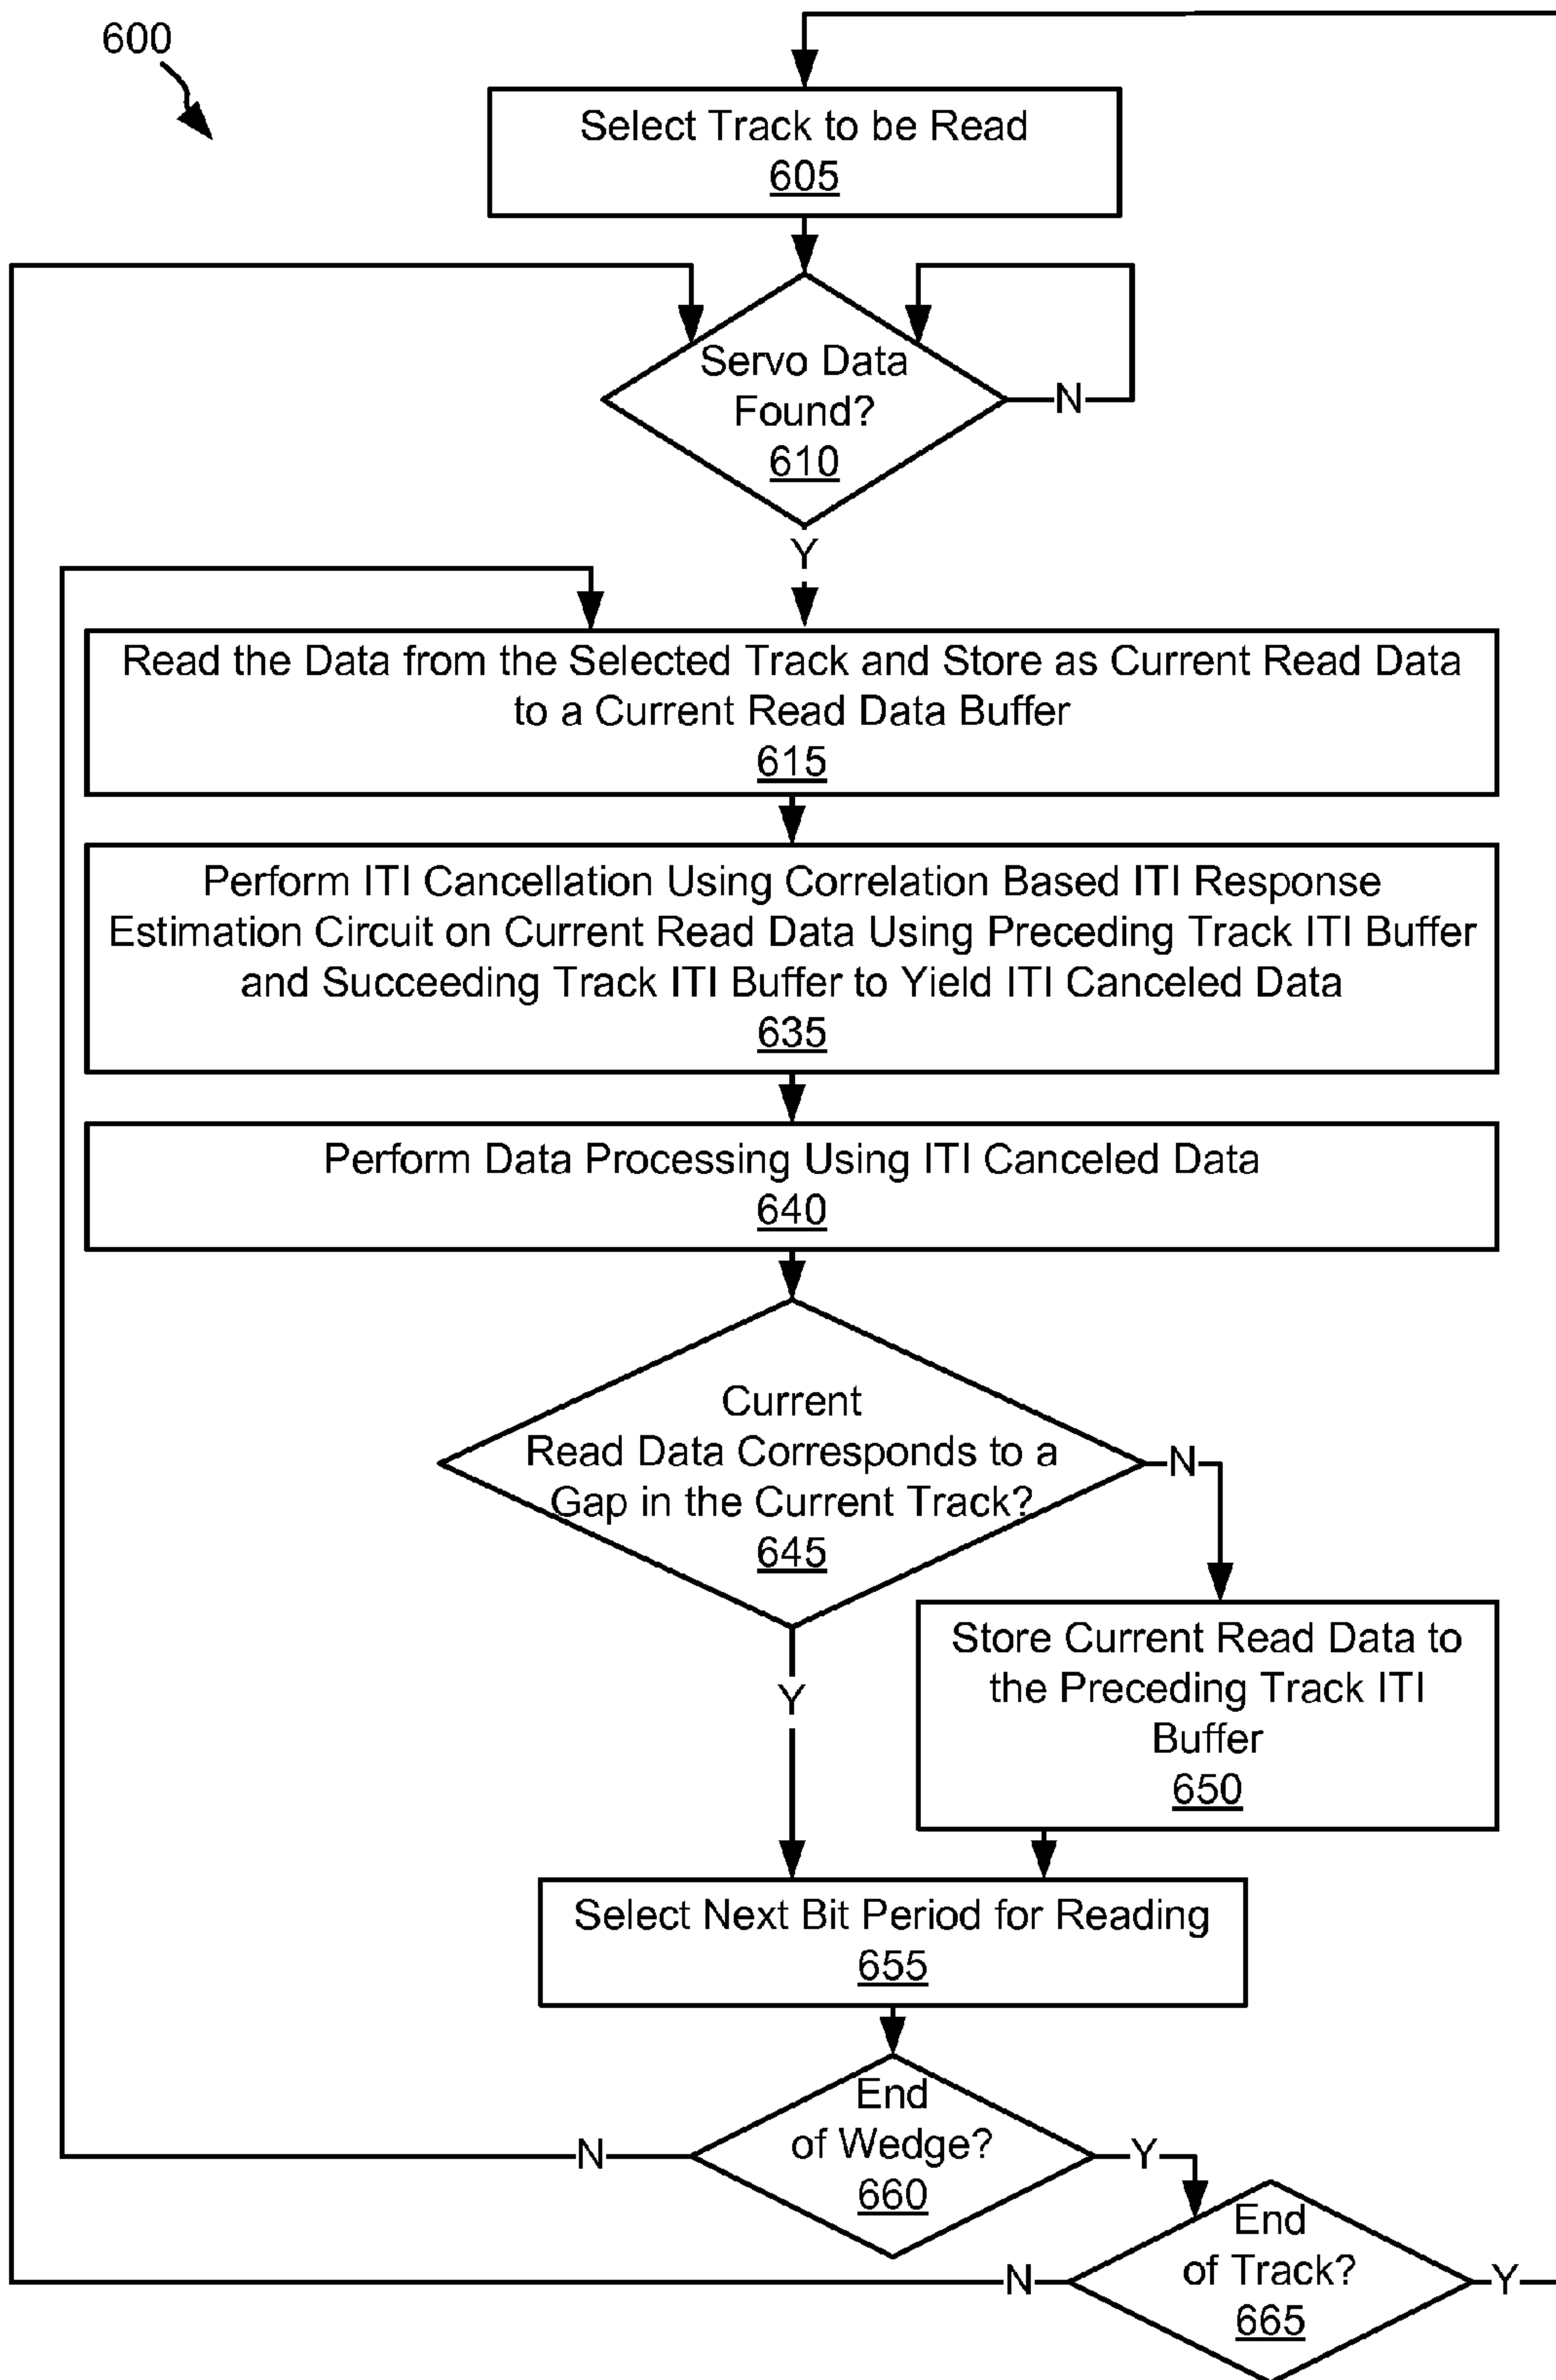 600
Select Track to be Read
605
Servo Data
Found?
610
N
Y
Read the Data from the Selected Track and Store as Current Read Data
to a Current Read Data Buffer
615
Perform ITI Cancellation Using Correlation Based ITI Response
Estimation Circuit on Current Read Data Using Preceding Track ITI Buffer
and Succeeding Track ITI Buffer to Yield ITI Canceled Data
635
Perform Data Processing Using ITI Canceled Data
640
Current
Read Data Corresponds to a
Gap in the Current Track?
645
N
Y
Store Current Read Data to
the Preceding Track ITI
Buffer
650
Select Next Bit Period for Reading
655
End
of Wedge?
660
N
Y
End
of Track?
665
N
Y